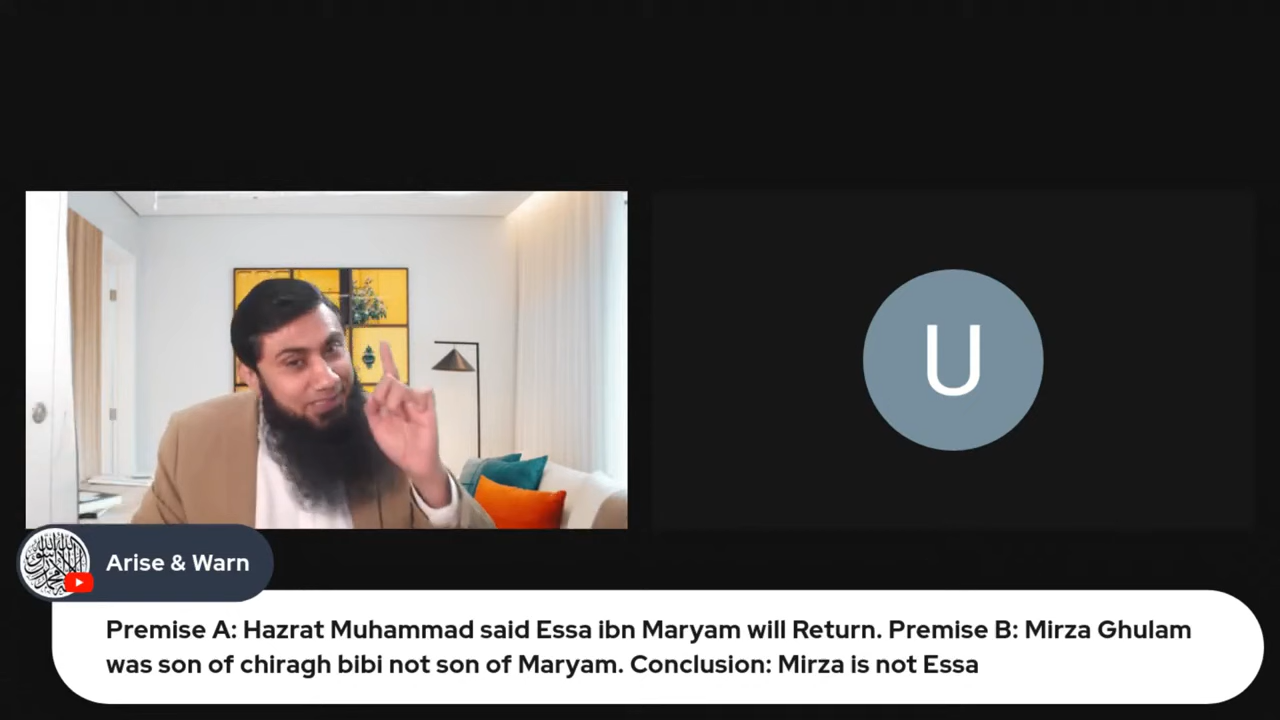 U
Arise & Warn
Premise A: Hazrat Muhammad said Essa ibn Maryam will Return. Premise B: Mirza Ghulam
was son of chiragh bibi not son of Maryam. Conclusion: Mirza is not Essa